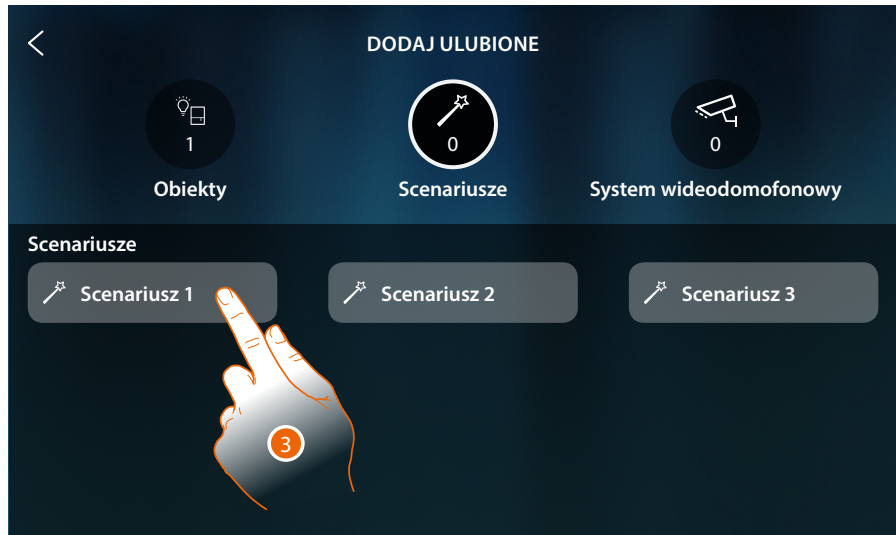 DODAJ ULUBIONE
1
0
0
Obiekty
Scenariusze
System wideodomofonowy
Scenariusze
Scenariusz 1
Scenariusz 2
Scenariusz 3
3